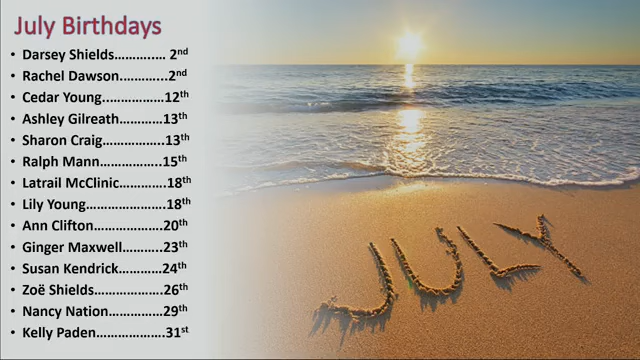 July Birthdays
• Darsey Shields………..… 2nd
• Rachel Dawson………...2nd
• Cedar Young..……………12th
• Ashley Gilreath…………13th
• Sharon Craig……………..13th
• Ralph Mann……………..15th
• Latrail McClinic………….18th
• Lily Young…………………..18th
• Ann Clifton……………….20th
• Ginger Maxwell………..23th
• Susan Kendrick…………24th
• Zoë Shields……………….26th
• Nancy Nation……………29th
• Kelly Paden……………….31st
JULY